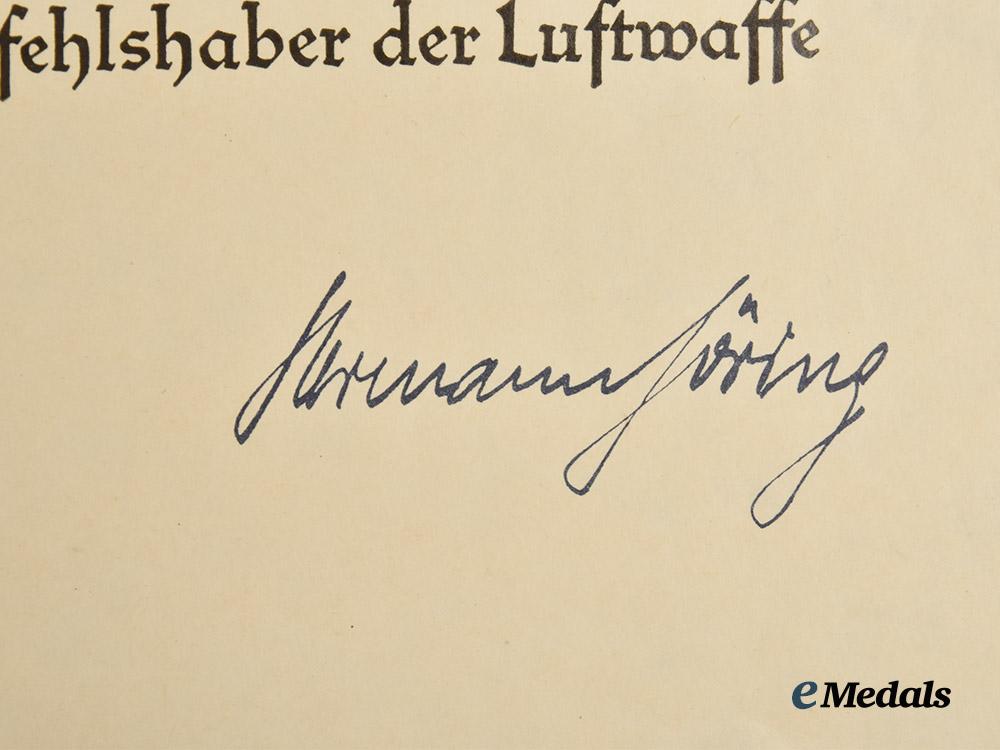 fehlshaber der Luftwaffe
Hermann Göring
eMedals